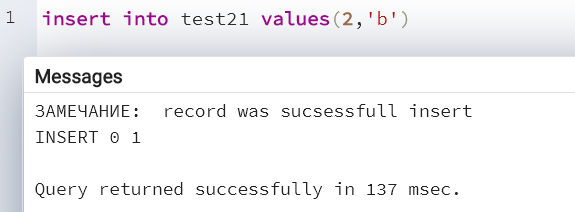 1 insert into test21 values(2,'b')
Messages
ЗАМЕЧАНИЕ:  record was sucsessfull insert
INSERT 0 1
Query returned successfully in 137 msec.